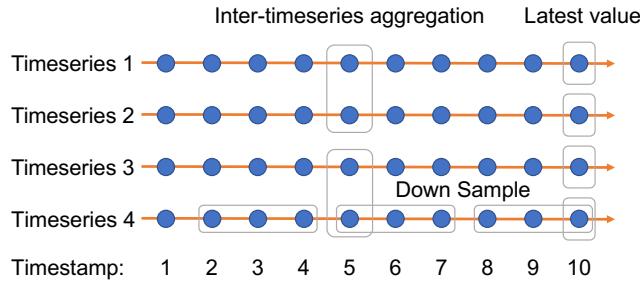 Inter-timeseries aggregation Latest value
Timeseries 1
Timeseries 2
Timeseries 3
Down Sample
Timeseries 4
Timestamp: 1 2 3 4 5 6 7 8 9 10